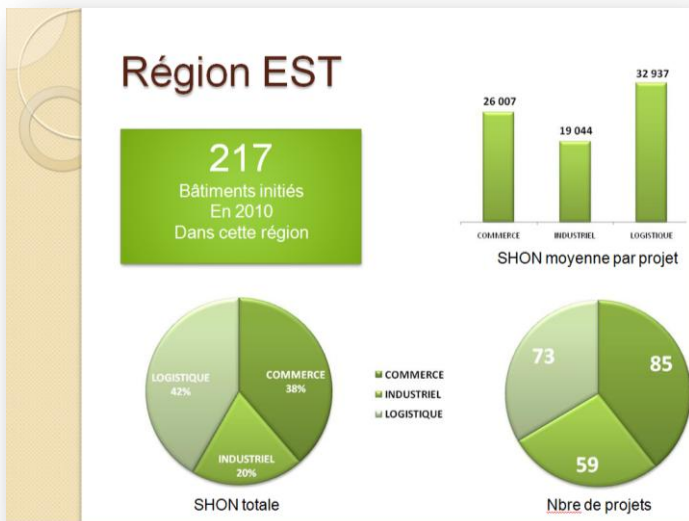 Région EST
217
Bâtiments initiés
En 2010
Dans cette région
26 007
19 044
32 937
COMMERCE
INDUSTRIEL
LOGISTIQUE
SHON moyenne par projet
LOGISTIQUE
42%
COMMERCE
38%
INDUSTRIEL
20%
SHON totale
COMMERCE
INDUSTRIEL
LOGISTIQUE
73
85
59
Nbre de projets